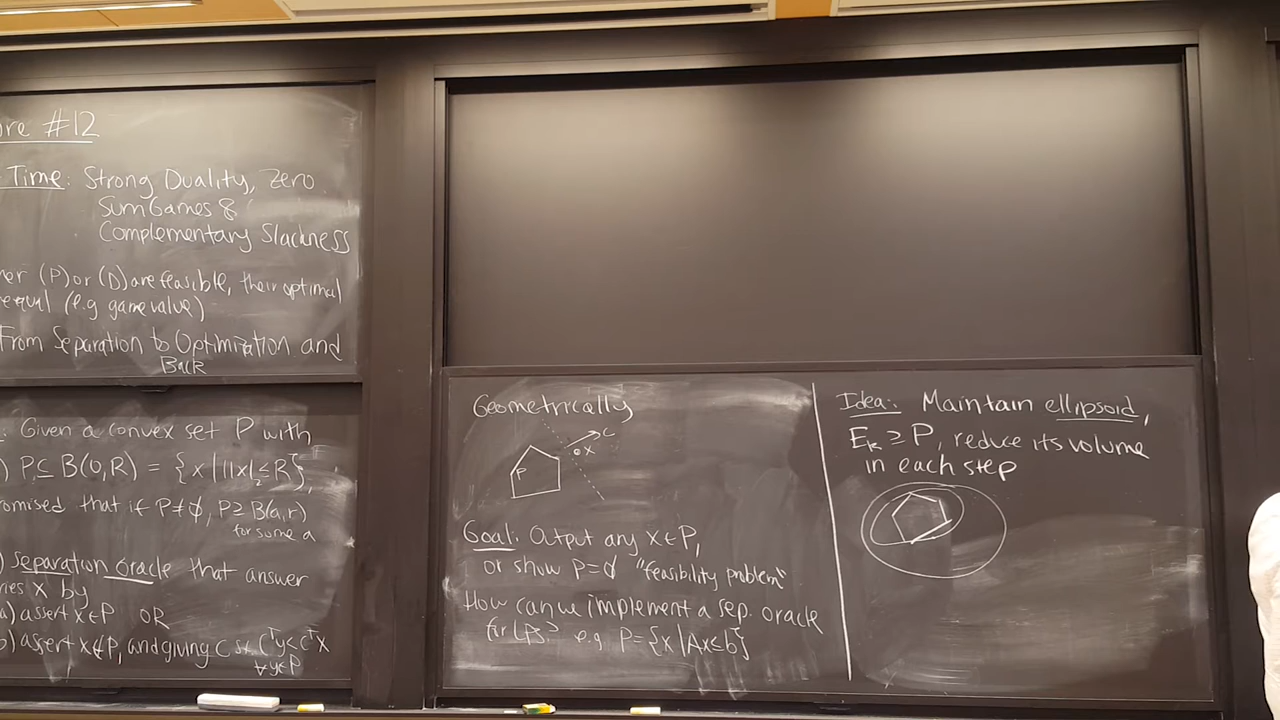 re #12
Time: Strong Duality, Zero
Sum Games &
Complementary Slackness
er (P) or (D) are feasible, their optimal
equal (e.g game value)
From Separation to Optimization and
Back
: Given a convex set P with
) P ⊆ B(0,R) = {x | ||x||₂ ≤ R},
romised that if P ≠ ∅, P ⊇ B(a,r)
for some a
) Separation oracle that answer
ries x by
a) assert x ∈ P OR
b) assert x ∉ P, and giving C s.t. Cᵀy < Cᵀx
∀y ∈ P
Geometrically
C
x
P
Goal: Output any x ∈ P,
or show P = ∅ "feasibility problem"
How can we implement a sep. oracle
for LPs? e.g P = {x | Ax ≤ b}
Idea: Maintain ellipsoid,
Eₖ ⊇ P, reduce its volume
in each step